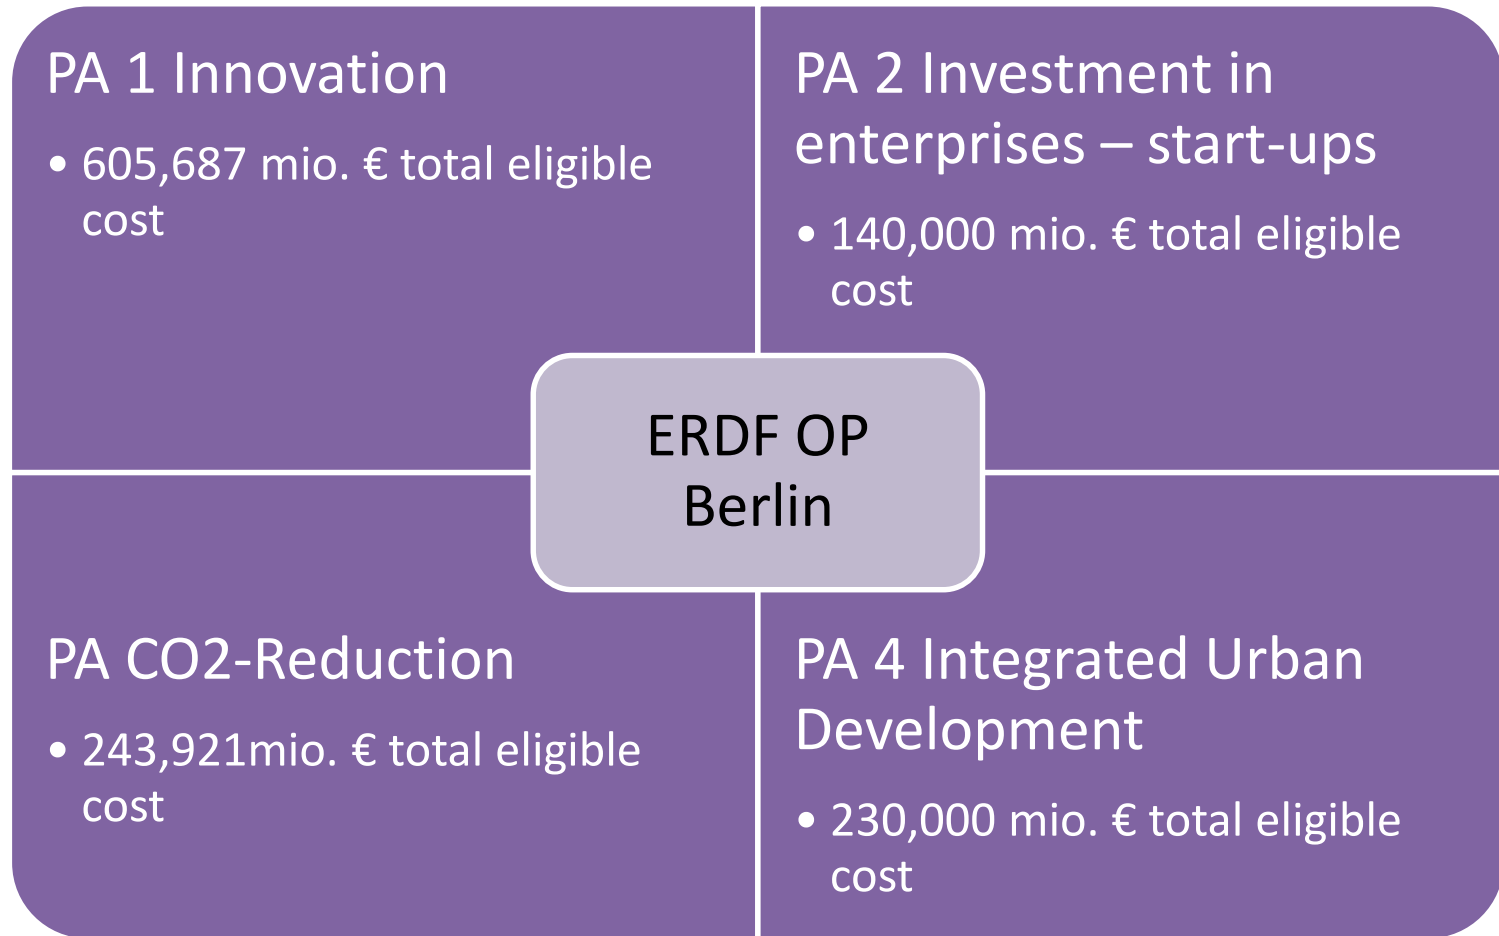 PA 1 Innovation
• 605,687 mio. € total eligible
cost
PA 2 Investment in
enterprises – start-ups
• 140,000 mio. € total eligible
cost
ERDF OP
Berlin
PA CO2-Reduction
• 243,921mio. € total eligible
cost
PA 4 Integrated Urban
Development
• 230,000 mio. € total eligible
cost